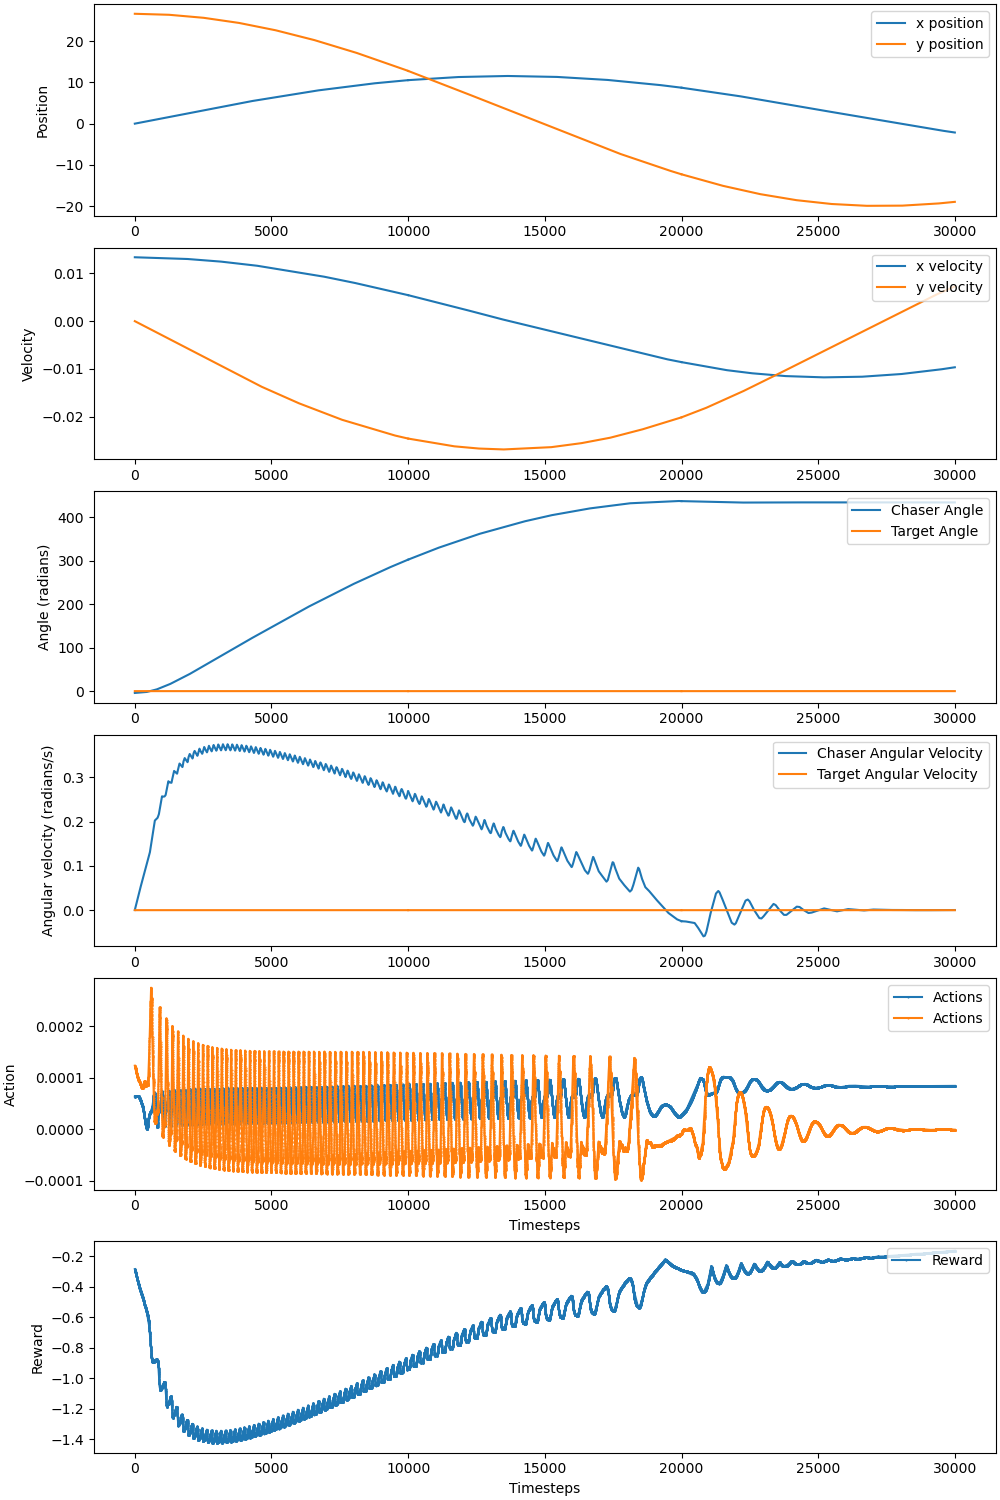 x position
y position
Position
20
10
0
−10
−20
0 5000 10000 15000 20000 25000 30000
x velocity
y velocity
Velocity
0.01
0.00
−0.01
−0.02
0 5000 10000 15000 20000 25000 30000
Chaser Angle
Target Angle
Angle (radians)
400
300
200
100
0
0 5000 10000 15000 20000 25000 30000
Chaser Angular Velocity
Target Angular Velocity
Angular velocity (radians/s)
0.3
0.2
0.1
0.0
0 5000 10000 15000 20000 25000 30000
Actions
Actions
Action
0.0002
0.0001
0.0000
−0.0001
0 5000 10000 15000 20000 25000 30000
Timesteps
Reward
Reward
−0.2
−0.4
−0.6
−0.8
−1.0
−1.2
−1.4
0 5000 10000 15000 20000 25000 30000
Timesteps